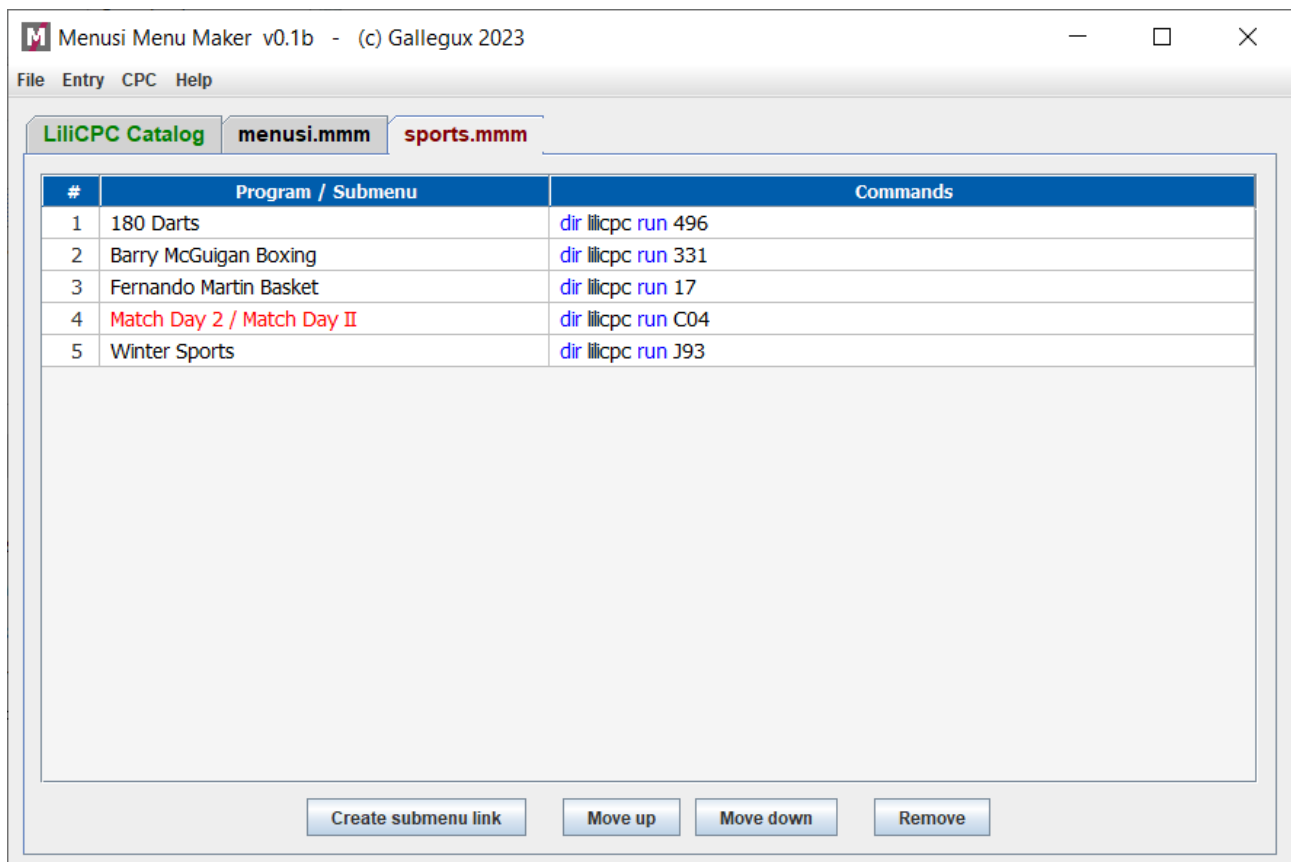 Menusi Menu Maker v0.1b - (c) Gallegux 2023
File Entry CPC Help
LiliCPC Catalog menusi.mmm sports.mmm
# Program / Submenu Commands
1 180 Darts dir lilicpc run 496
2 Barry McGuigan Boxing dir lilicpc run 331
3 Fernando Martin Basket dir lilicpc run 17
4 Match Day 2 / Match Day II dir lilicpc run C04
5 Winter Sports dir lilicpc run J93
Create submenu link Move up Move down Remove